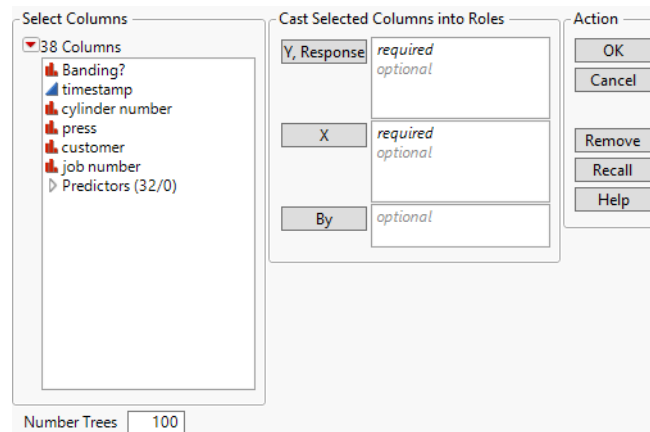 Select Columns
38 Columns
Banding?
timestamp
cylinder number
press
customer
job number
Predictors (32/0)
Number Trees 100
Cast Selected Columns into Roles
Y, Response
required
optional
X
required
optional
By
optional
Action
OK
Cancel
Remove
Recall
Help